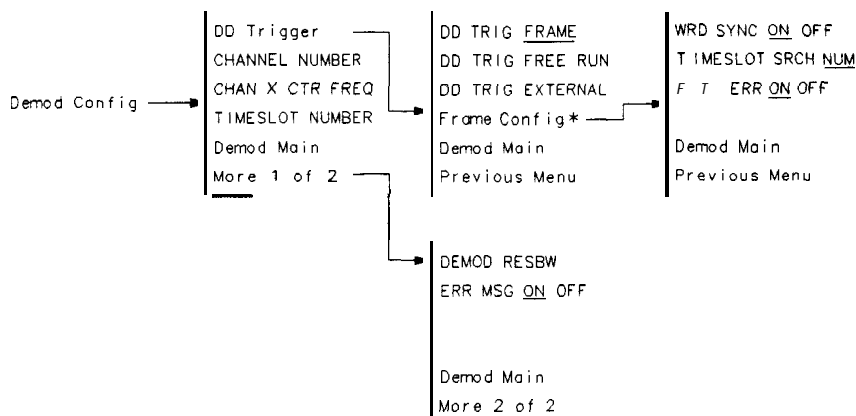 Demod Config
DD Trigger
CHANNEL NUMBER
CHAN X CTR FREQ
TIMESLOT NUMBER
Demod Main
More 1 of 2
DD TRIG FRAME
DD TRIG FREE RUN
DD TRIG EXTERNAL
Frame Config*
Demod Main
Previous Menu
WRD SYNC ON OFF
TIMESLOT SRCH NUM
F T ERR ON OFF
Demod Main
Previous Menu
DEMOD RESBW
ERR MSG ON OFF
Demod Main
More 2 of 2